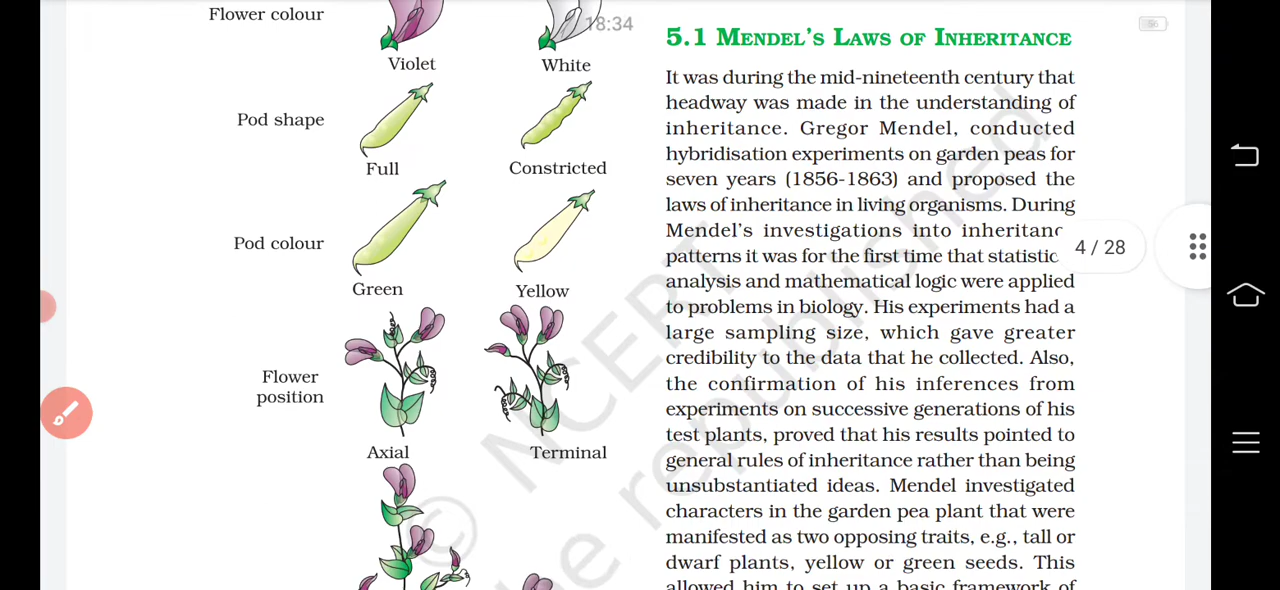 Flower colour
Violet
White
Pod shape
Full
Constricted
Pod colour
Green
Yellow
Flower
position
Axial
Terminal
18:34
5.1 MENDEL'S LAWS OF INHERITANCE
It was during the mid-nineteenth century that
headway was made in the understanding of
inheritance. Gregor Mendel, conducted
hybridisation experiments on garden peas for
seven years (1856-1863) and proposed the
laws of inheritance in living organisms. During
Mendel's investigations into inheritanc
patterns it was for the first time that statistic
analysis and mathematical logic were applied
to problems in biology. His experiments had a
large sampling size, which gave greater
credibility to the data that he collected. Also,
the confirmation of his inferences from
experiments on successive generations of his
test plants, proved that his results pointed to
general rules of inheritance rather than being
unsubstantiated ideas. Mendel investigated
characters in the garden pea plant that were
manifested as two opposing traits, e.g., tall or
dwarf plants, yellow or green seeds. This
allowed him to set up a basic framework of
4 / 28
© NCERT
he republished